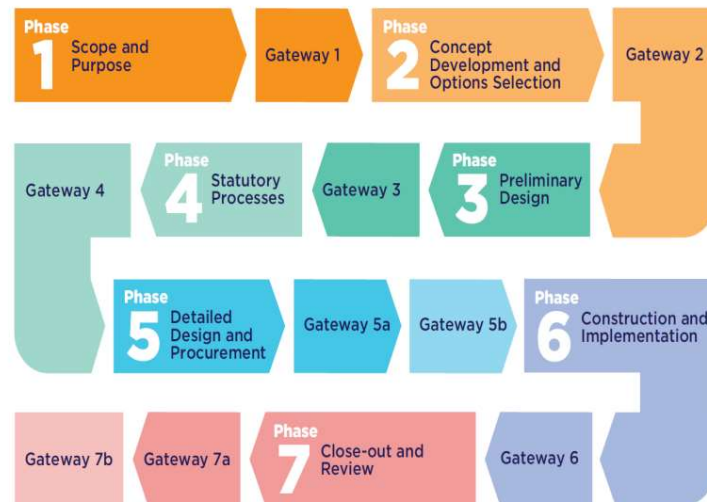 Phase
1
Scope and
Purpose
Gateway 1
Phase
2
Concept
Development and
Options Selection
Gateway 2
Phase
3
Preliminary
Design
Gateway 3
Phase
4
Statutory
Processes
Gateway 4
Phase
5
Detailed
Design and
Procurement
Gateway 5a
Gateway 5b
Phase
6
Construction and
Implementation
Gateway 6
Phase
7
Close-out and
Review
Gateway 7a
Gateway 7b